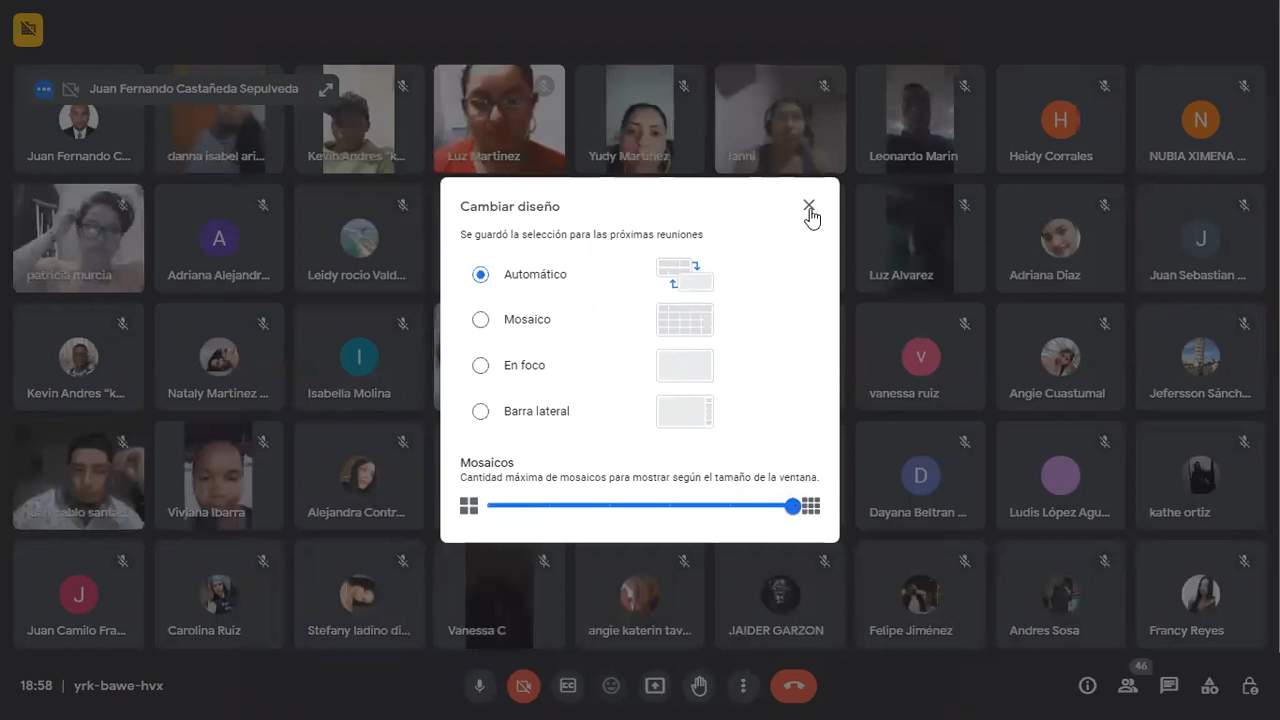 Juan Fernando Castañeda Sepulveda
Juan Fernando C...
danna isabel ari...
Kevin Andres "k...
Luz Martinez
Yudy Martinez
Janni
Leonardo Marin
Heidy Corrales
H
NUBIA XIMENA ...
N
patricia murcia
Adriana Alejandr...
A
Leidy rocio Vald...
Luz Alvarez
Adriana Diaz
Juan Sebastian ...
J
Cambiar diseño
Se guardó la selección para las próximas reuniones
Automático
Mosaico
En foco
Barra lateral
Mosaicos
Cantidad máxima de mosaicos para mostrar según el tamaño de la ventana.
Kevin Andres "k...
Nataly Martinez ...
Isabella Molina
I
vanessa ruiz
v
Angie Cuastumal
Jefersson Sánch...
Viviana Ibarra
Alejandra Contr...
Dayana Beltran ...
D
Ludis López Agu...
kathe ortiz
Juan Camilo Fra...
J
Carolina Ruiz
Stefany ladino di...
Vanessa C
angie katerin tav...
JAIDER GARZON
Felipe Jiménez
Andres Sosa
Francy Reyes
18:58 | yrk-bawe-hvx
46